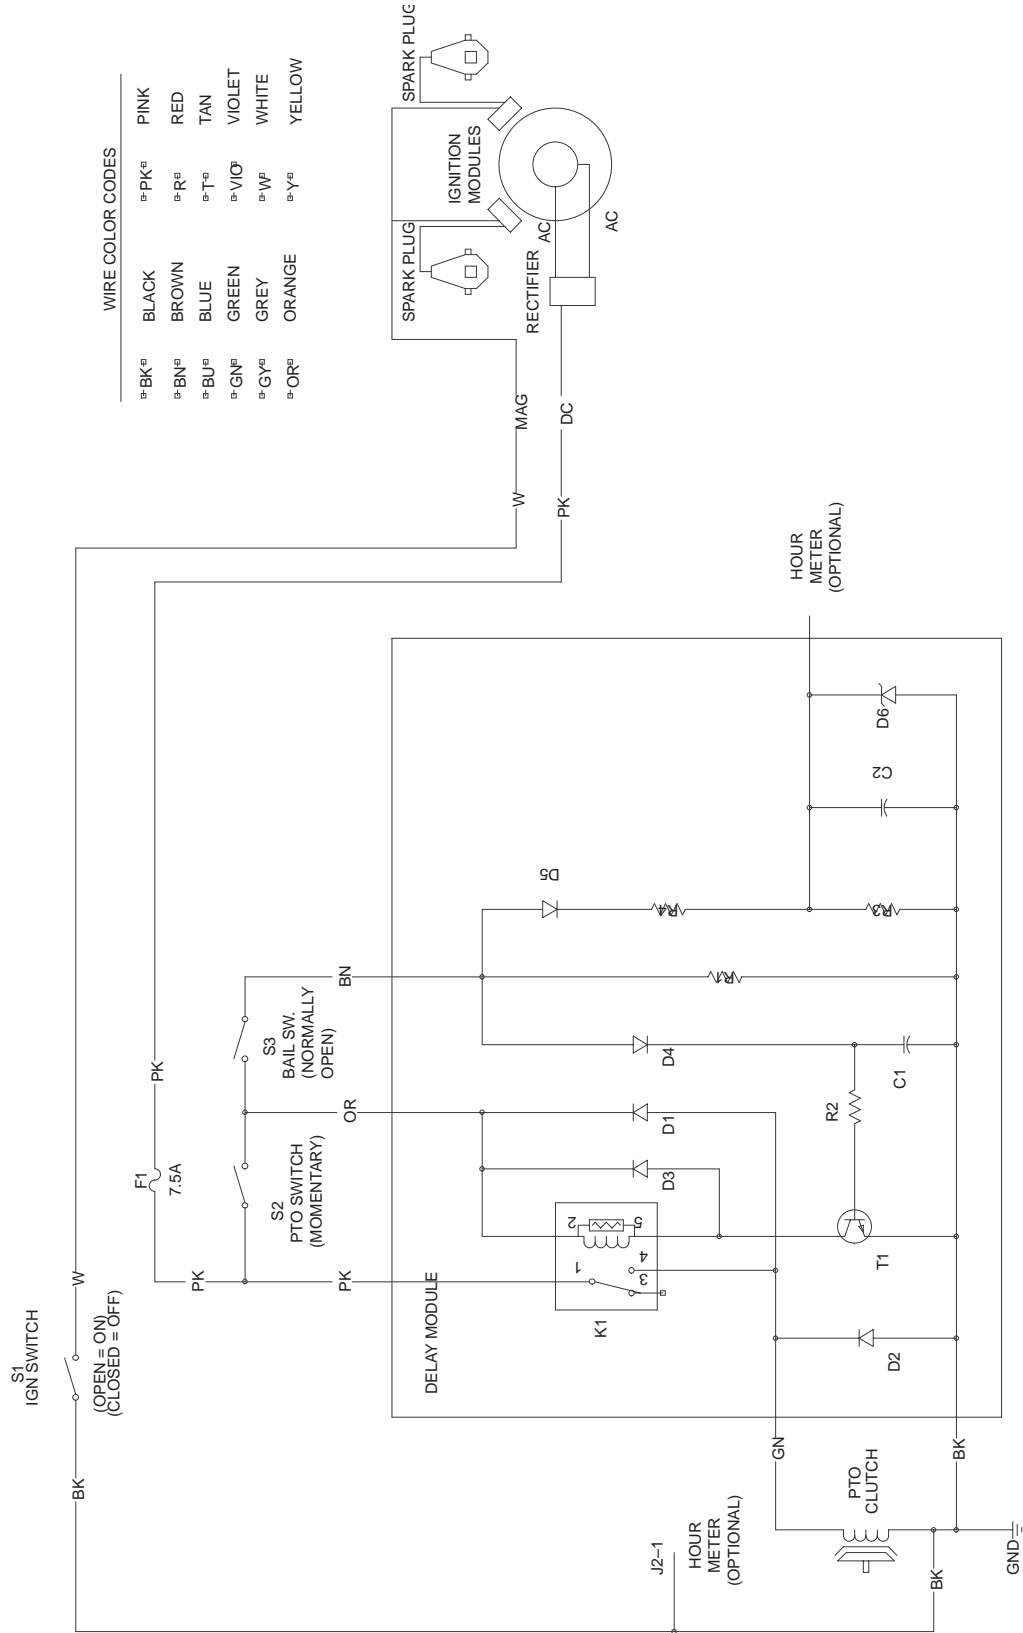 WIRE COLOR CODES
BK BLACK PK PINK
BN BROWN R RED
BU BLUE T TAN
GN GREEN VIO VIOLET
GY GREY W WHITE
OR ORANGE Y YELLOW
S1
IGN SWITCH
(OPEN = ON)
(CLOSED = OFF)
BK
W
W
MAG
SPARK PLUG
SPARK PLUG
IGNITION
MODULES
AC
AC
RECTIFIER
DC
PK
PK
F1
7.5A
PK
S2
PTO SWITCH
(MOMENTARY)
S3
BAIL SW.
(NORMALLY
OPEN)
PK
OR
BN
DELAY MODULE
K1
1
2
3
4
5
D3
D1
D4
D5
R1
R4
R3
R2
C1
C2
D6
T1
D2
HOUR
METER
(OPTIONAL)
GN
BK
PTO
CLUTCH
J2-1
HOUR
METER
(OPTIONAL)
BK
GND